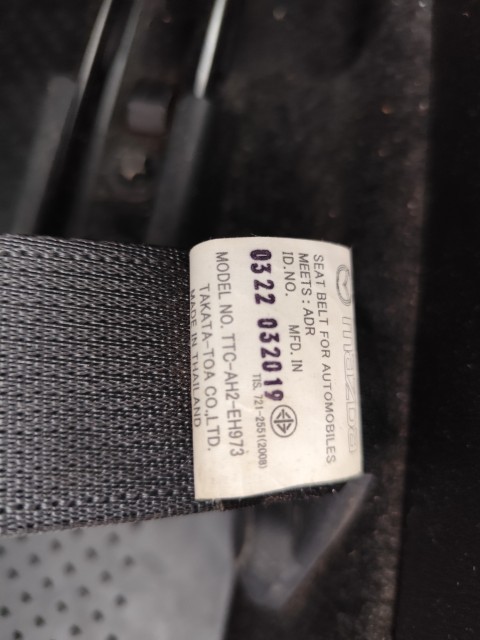 mazda
SEAT BELT FOR AUTOMOBILES
MEETS : ADR
ID.NO. MFD. IN
0322 032019
TIS. 721-2551(2008)
MODEL NO. TTC-AH2-EH973
TAKATA-TOA CO.,LTD.
MADE IN THAILAND